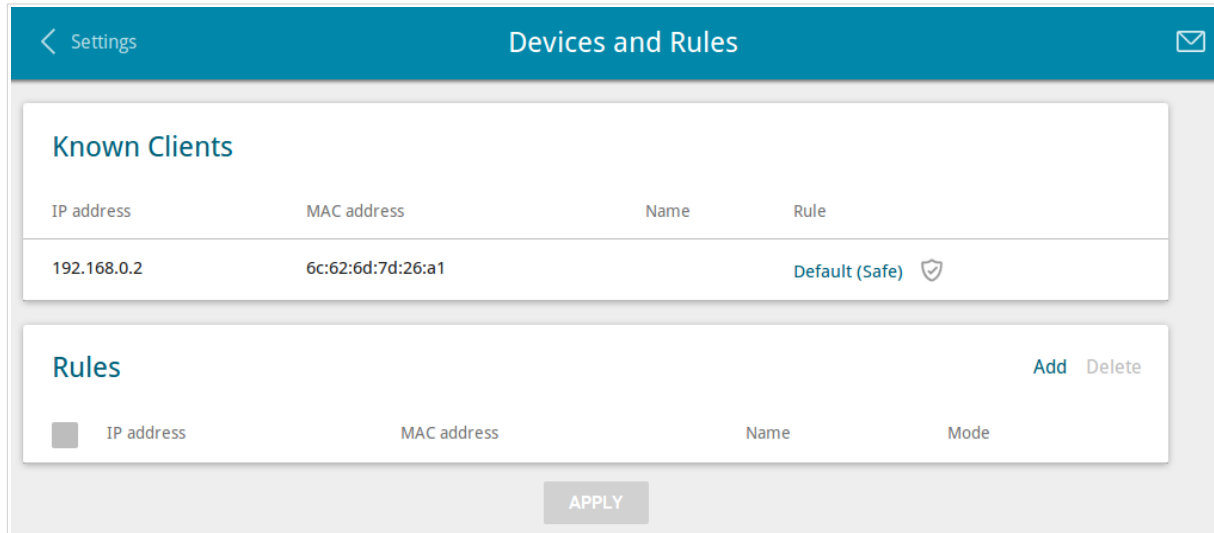 Settings Devices and Rules
Known Clients
IP address MAC address Name Rule
192.168.0.2 6c:62:6d:7d:26:a1 Default (Safe)
Rules Add Delete
IP address MAC address Name Mode
APPLY